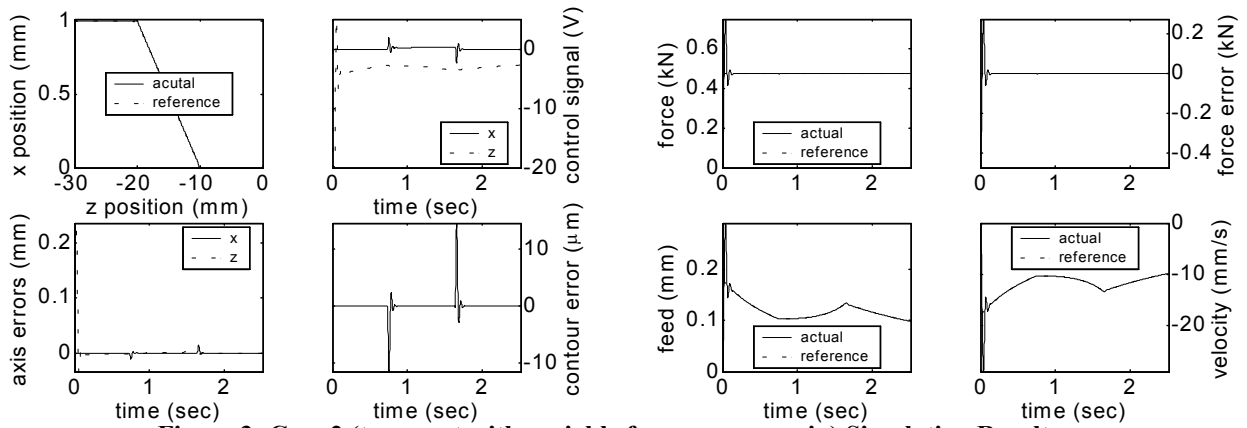 x position (mm)
1
0.5
0
-30
-20
-10
0
z position (mm)
acutal
reference
control signal (V)
0
-10
-20
0
1
2
time (sec)
x
z
force (kN)
0.6
0.4
0.2
0
0
1
2
actual
reference
force error (kN)
0.2
0
-0.2
-0.4
0
1
2
axis errors (mm)
0.2
0.1
0
0
1
2
time (sec)
x
z
contour error (μm)
10
0
-10
0
1
2
time (sec)
feed (mm)
0.2
0.1
0
0
1
2
time (sec)
actual
reference
velocity (mm/s)
0
-10
-20
0
1
2
time (sec)
actual
reference